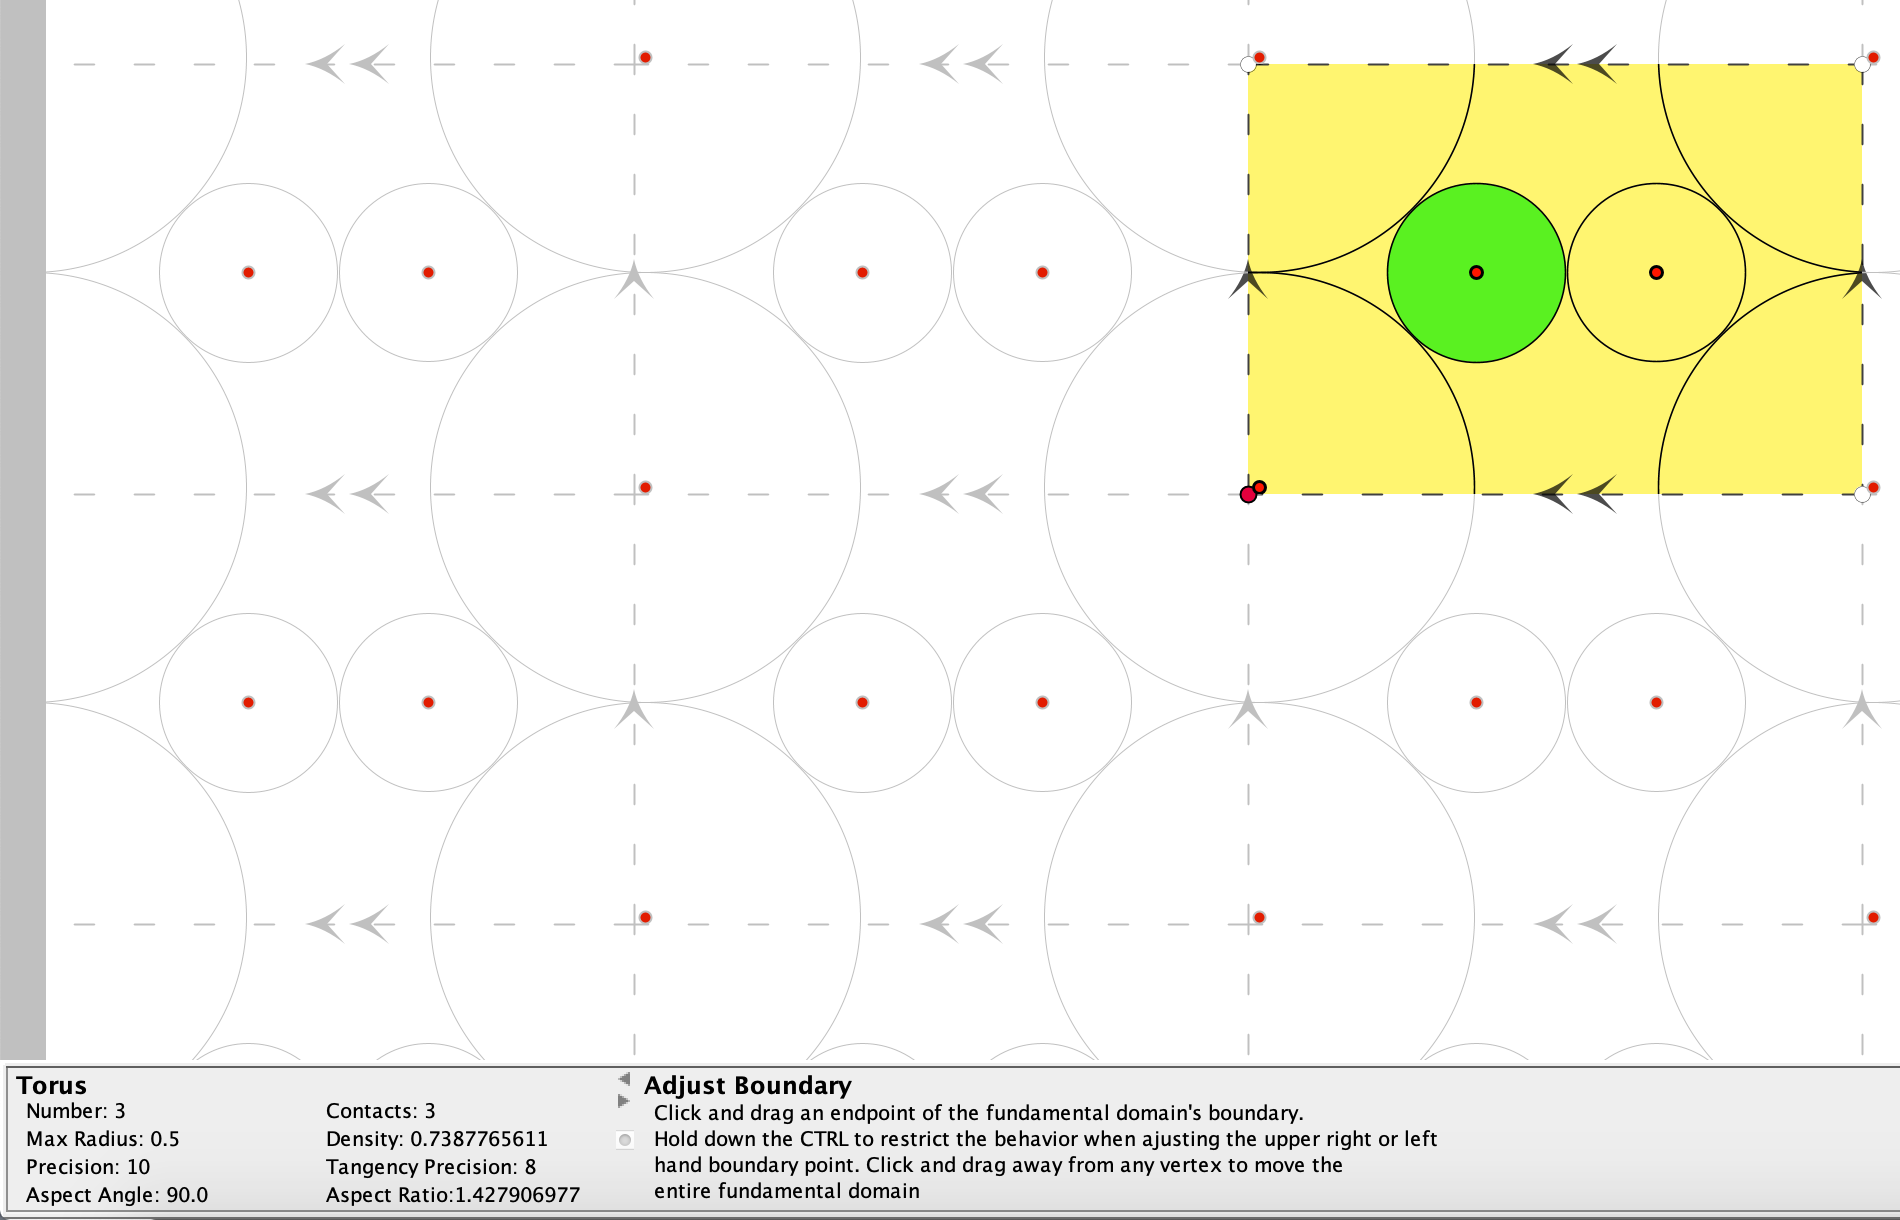 Torus
Number: 3
Contacts: 3
Max Radius: 0.5
Density: 0.7387765611
Precision: 10
Tangency Precision: 8
Aspect Angle: 90.0
Aspect Ratio:1.427906977
Adjust Boundary
Click and drag an endpoint of the fundamental domain's boundary.
Hold down the CTRL to restrict the behavior when ajusting the upper right or left
hand boundary point. Click and drag away from any vertex to move the
entire fundamental domain